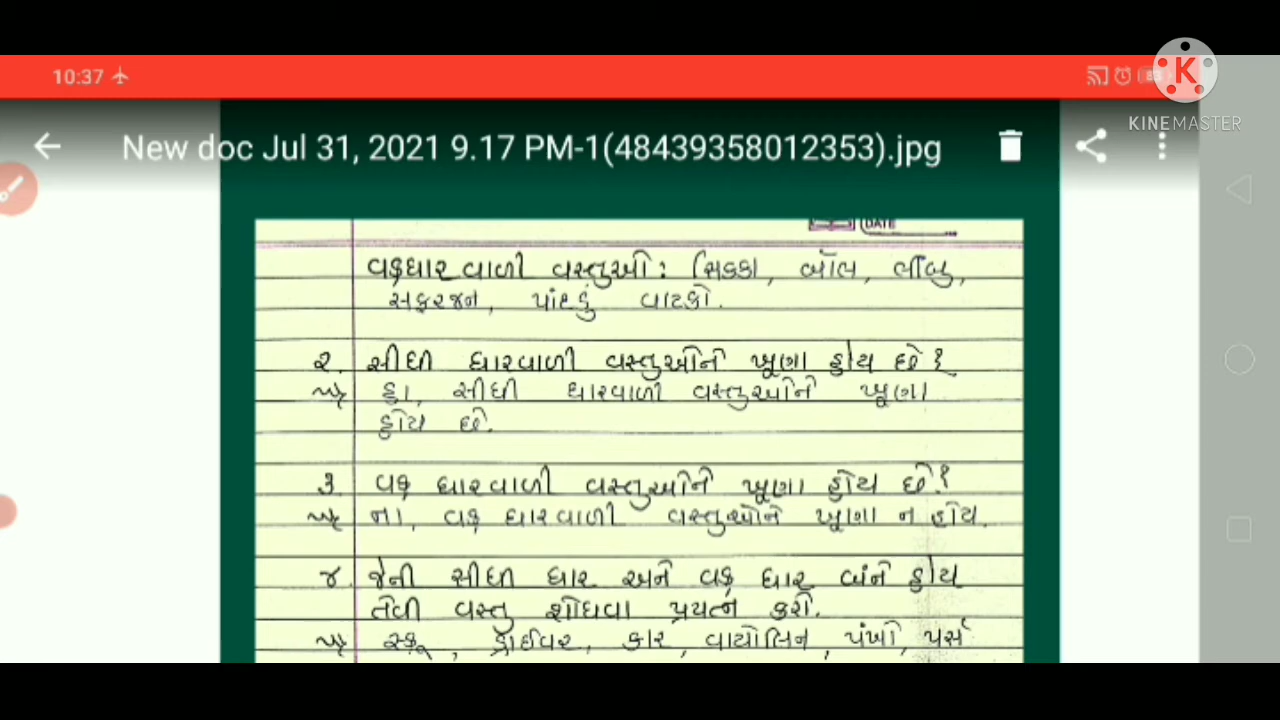 10:37
83
KINEMASTER
New doc Jul 31, 2021 9.17 PM-1(48439358012353).jpg
DATE
વક્રધાર વાળી વસ્તુઓ : સિક્કા, બૉલ, લીંબુ,
સફરજન, પાંદડું વાટકો.
૨. સીધી ધારવાળી વસ્તુઓને ખૂણા હોય છે?
હા, સીધી ધારવાળી વસ્તુઓને ખૂણા
હોય છે.
૩. વક્ર ધારવાળી વસ્તુઓને ખૂણા હોય છે?
ના, વક્ર ધારવાળી વસ્તુઓને ખૂણા ન હોય.
૪. જેની સીધી ધાર અને વક્ર ધાર બંને હોય
તેવી વસ્તુ શોધવા પ્રયત્ન કરો.
સ્ક્રૂ, ડ્રાઈવર, કાર, વાયોલિન, પંખો, પર્સ